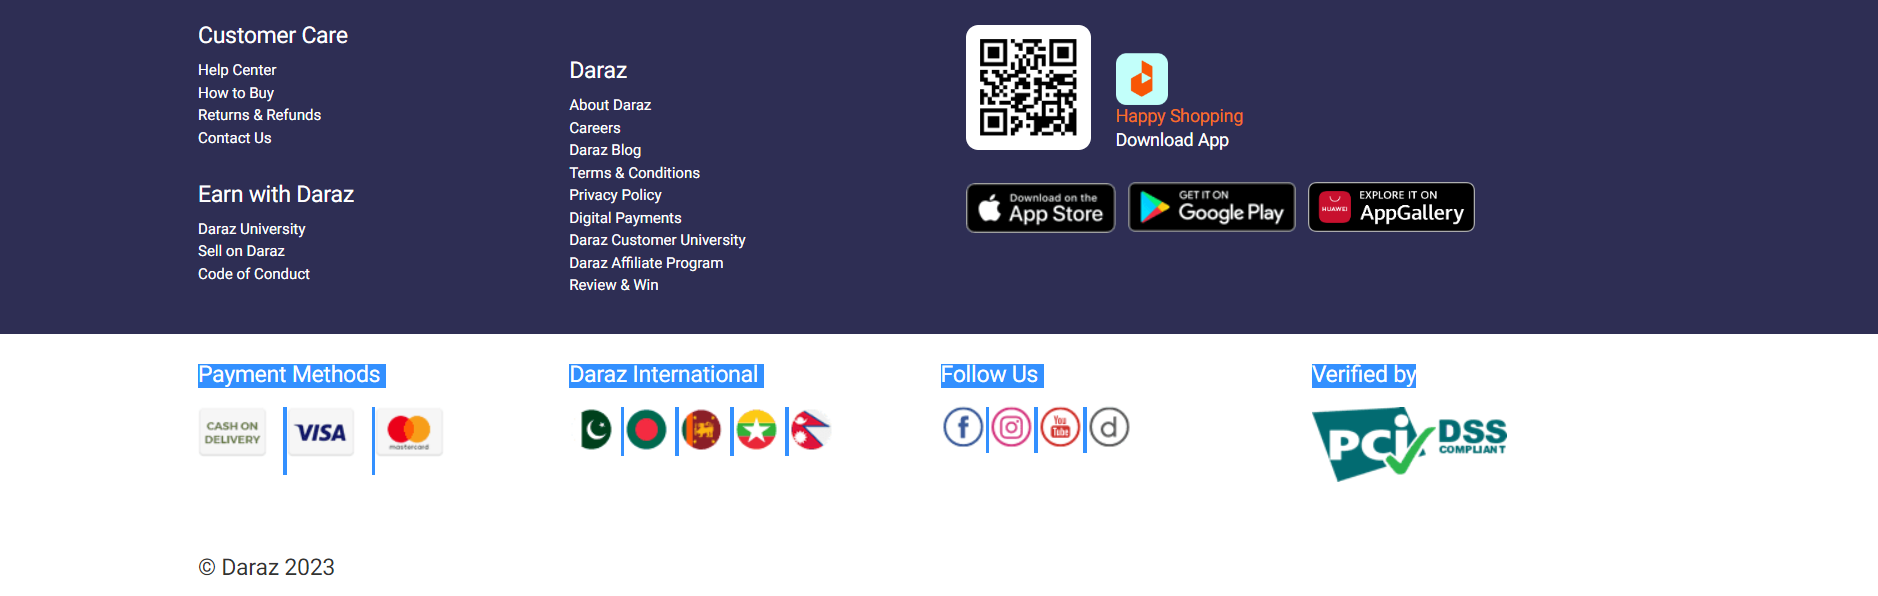 Customer Care
Help Center
How to Buy
Returns & Refunds
Contact Us
Earn with Daraz
Daraz University
Sell on Daraz
Code of Conduct
Daraz
About Daraz
Careers
Daraz Blog
Terms & Conditions
Privacy Policy
Digital Payments
Daraz Customer University
Daraz Affiliate Program
Review & Win
Happy Shopping
Download App
Download on the
App Store
GET IT ON
Google Play
HUAWEI
EXPLORE IT ON
AppGallery
Payment Methods
CASH ON
DELIVERY
VISA
mastercard
Daraz International
Follow Us
f
You
Tube
d
Verified by
PCi DSS
COMPLIANT
© Daraz 2023